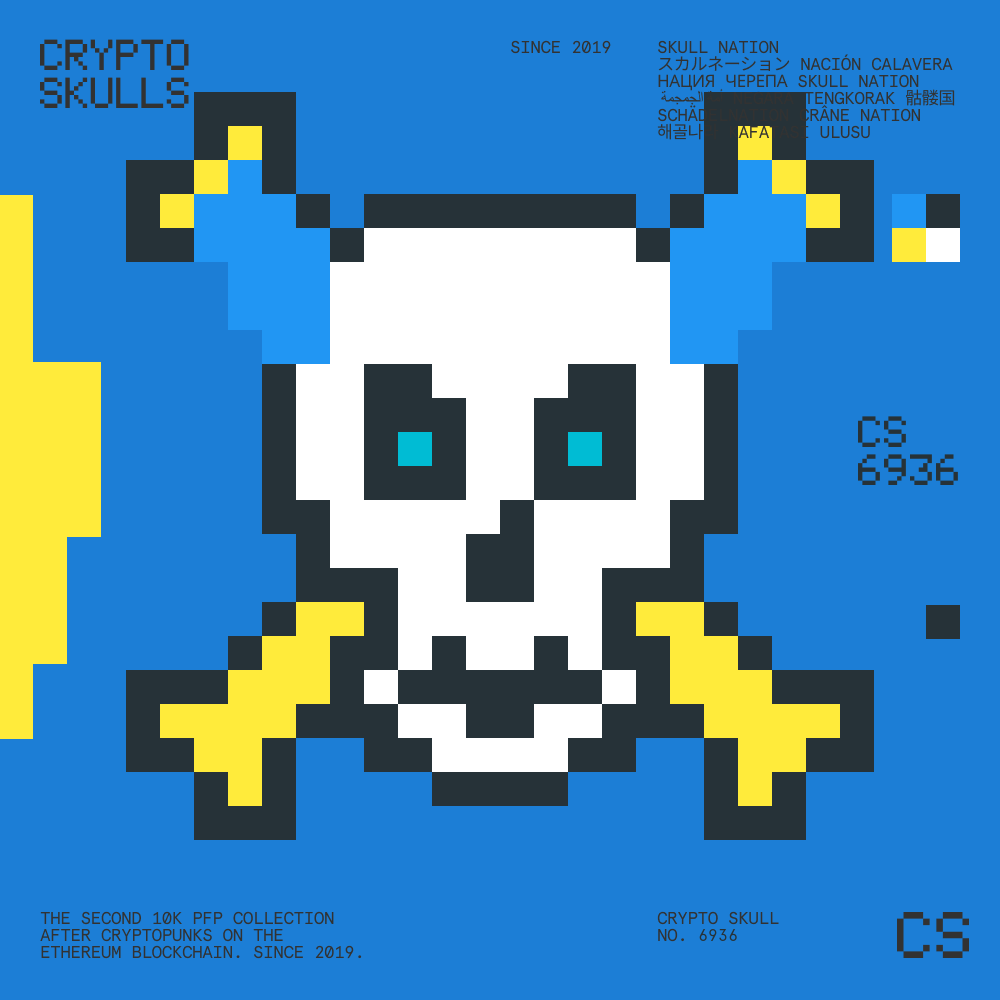 CRYPTO
SKULLS
SINCE 2019
SKULL NATION
スカルネーション NACIÓN CALAVERA
НАЦИЯ ЧЕРЕПА SKULL NATION
TENGKORAK 骷髅国
CRÂNE NATION
ULUSU
CS
6936
THE SECOND 10K PFP COLLECTION
AFTER CRYPTOPUNKS ON THE
ETHEREUM BLOCKCHAIN. SINCE 2019.
CRYPTO SKULL
NO. 6936
CS